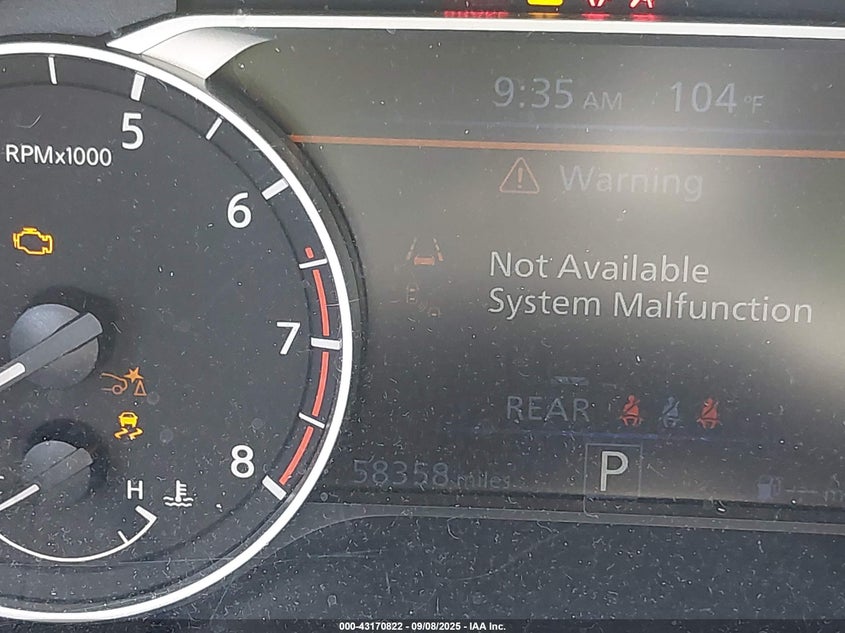 9:35 AM 104 °F
5
RPMx1000
Warning
6
Not Available
System Malfunction
7
REAR
8
58358 miles
P
H
000-43170822 - 09/08/2025 - IAA Inc.